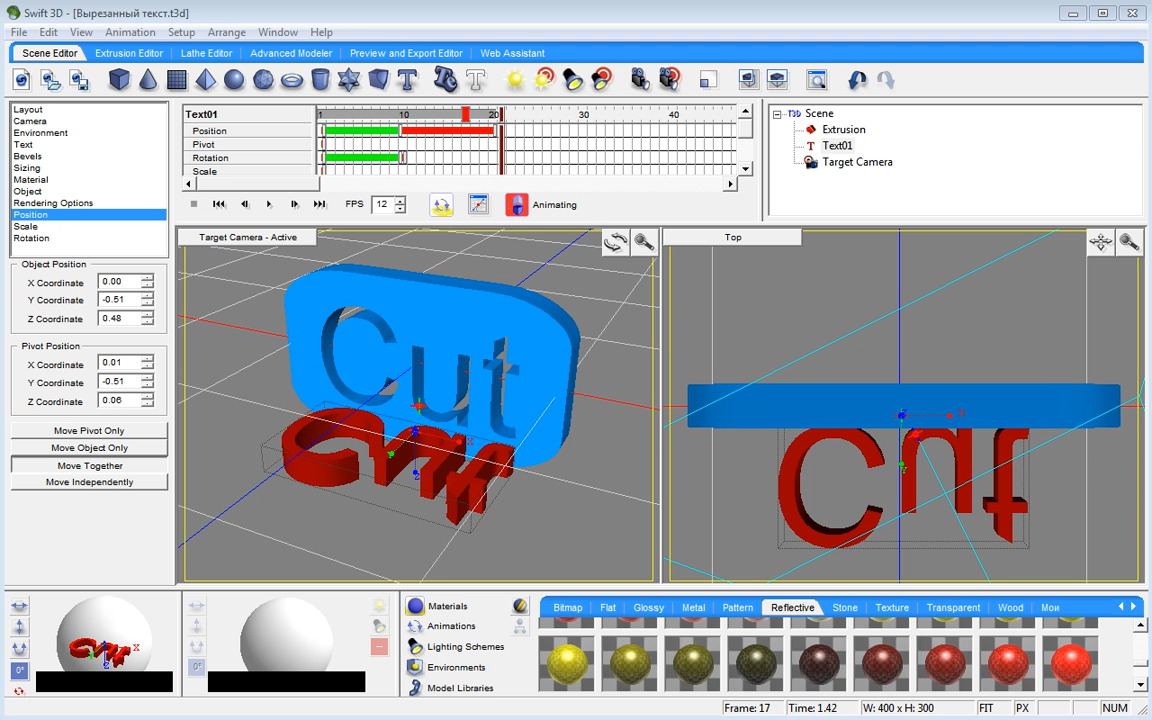 Swift 3D - [Вырезанный текст.t3d]
File Edit View Animation Setup Arrange Window Help
Scene Editor Extrusion Editor Lathe Editor Advanced Modeler Preview and Export Editor Web Assistant
Layout
Camera
Environment
Text
Bevels
Sizing
Material
Object
Rendering Options
Position
Scale
Rotation
Object Position
X Coordinate 0.00
Y Coordinate -0.51
Z Coordinate 0.48
Pivot Position
X Coordinate 0.01
Y Coordinate -0.51
Z Coordinate 0.06
Move Pivot Only
Move Object Only
Move Together
Move Independently
Text01 1 10 20 30 40
Position
Pivot
Rotation
Scale
FPS 12 Animating
Scene
Extrusion
Text01
Target Camera
Target Camera - Active
Cut
Cut
X
Z
Top
Cut
X
Y
X
Z
0°
0°
Materials
Animations
Lighting Schemes
Environments
Model Libraries
Bitmap Flat Glossy Metal Pattern Reflective Stone Texture Transparent Wood Мои
Frame: 17 Time: 1.42 W: 400 x H: 300 FIT PX NUM